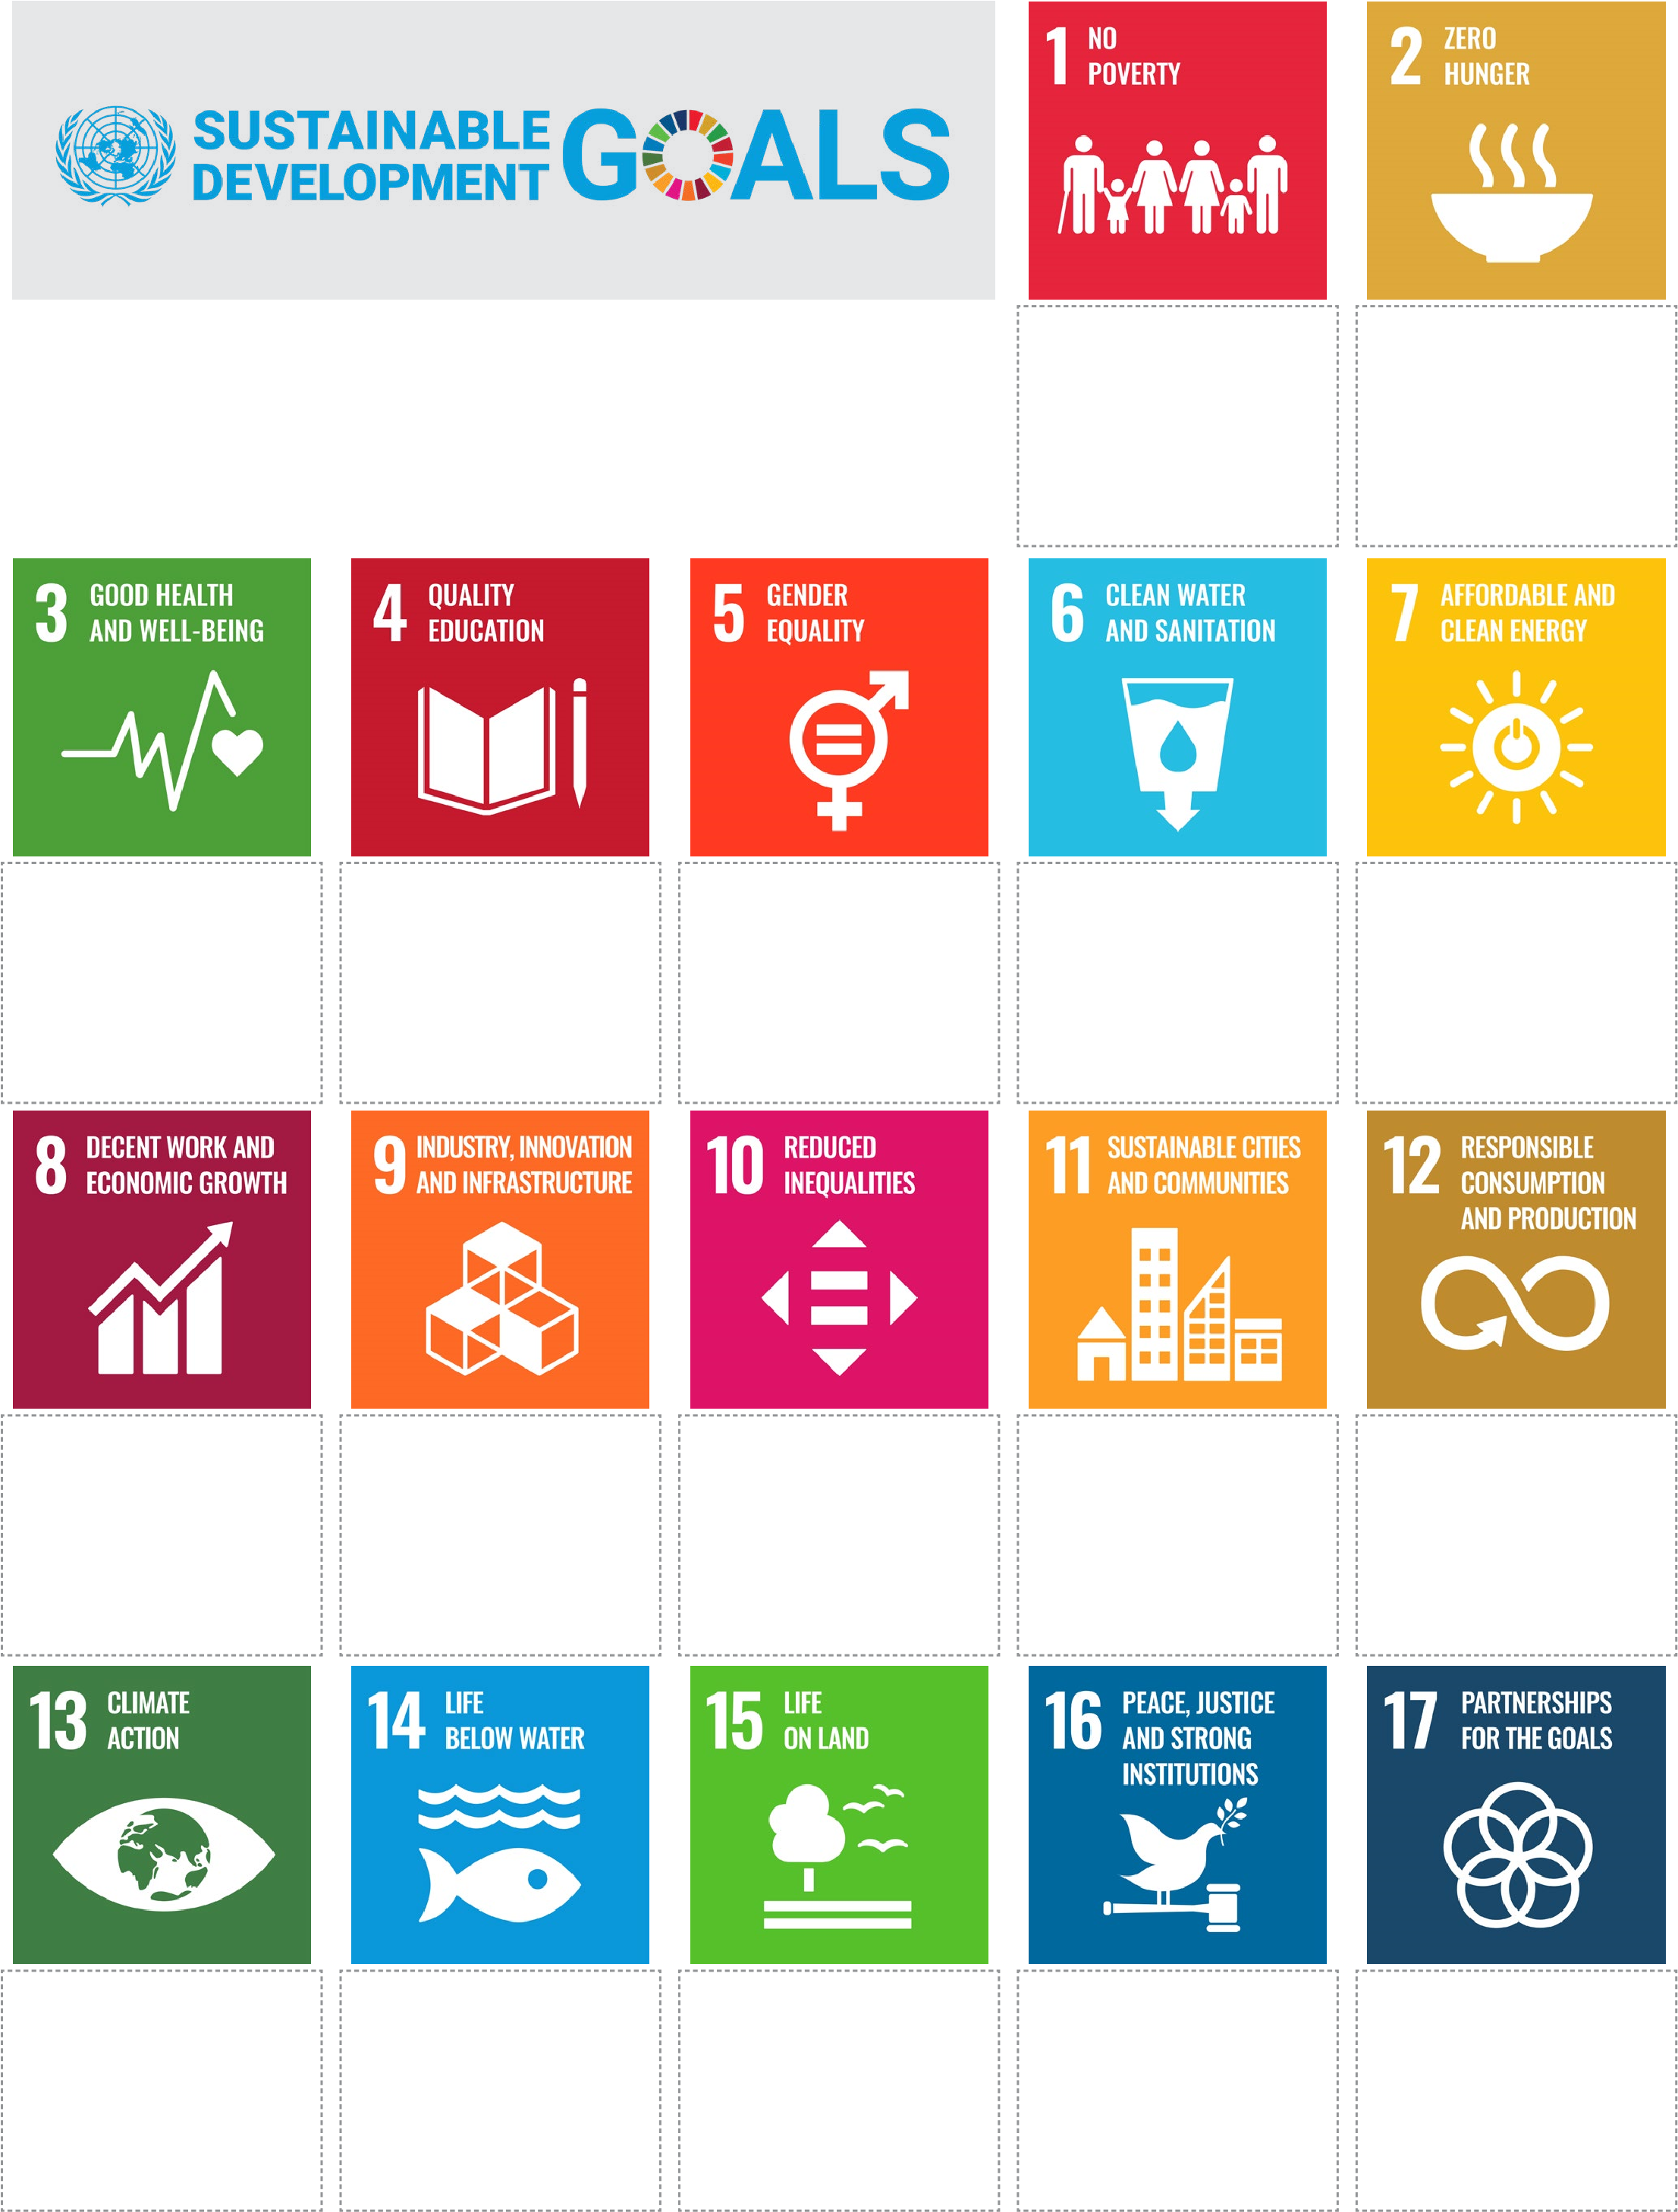 SUSTAINABLE
DEVELOPMENT GOALS
1 NO
POVERTY
2 ZERO
HUNGER
3 GOOD HEALTH
AND WELL-BEING
4 QUALITY
EDUCATION
5 GENDER
EQUALITY
6 CLEAN WATER
AND SANITATION
7 AFFORDABLE AND
CLEAN ENERGY
8 DECENT WORK AND
ECONOMIC GROWTH
9 INDUSTRY, INNOVATION
AND INFRASTRUCTURE
10 REDUCED
INEQUALITIES
11 SUSTAINABLE CITIES
AND COMMUNITIES
12 RESPONSIBLE
CONSUMPTION
AND PRODUCTION
13 CLIMATE
ACTION
14 LIFE
BELOW WATER
15 LIFE
ON LAND
16 PEACE, JUSTICE
AND STRONG
INSTITUTIONS
17 PARTNERSHIPS
FOR THE GOALS